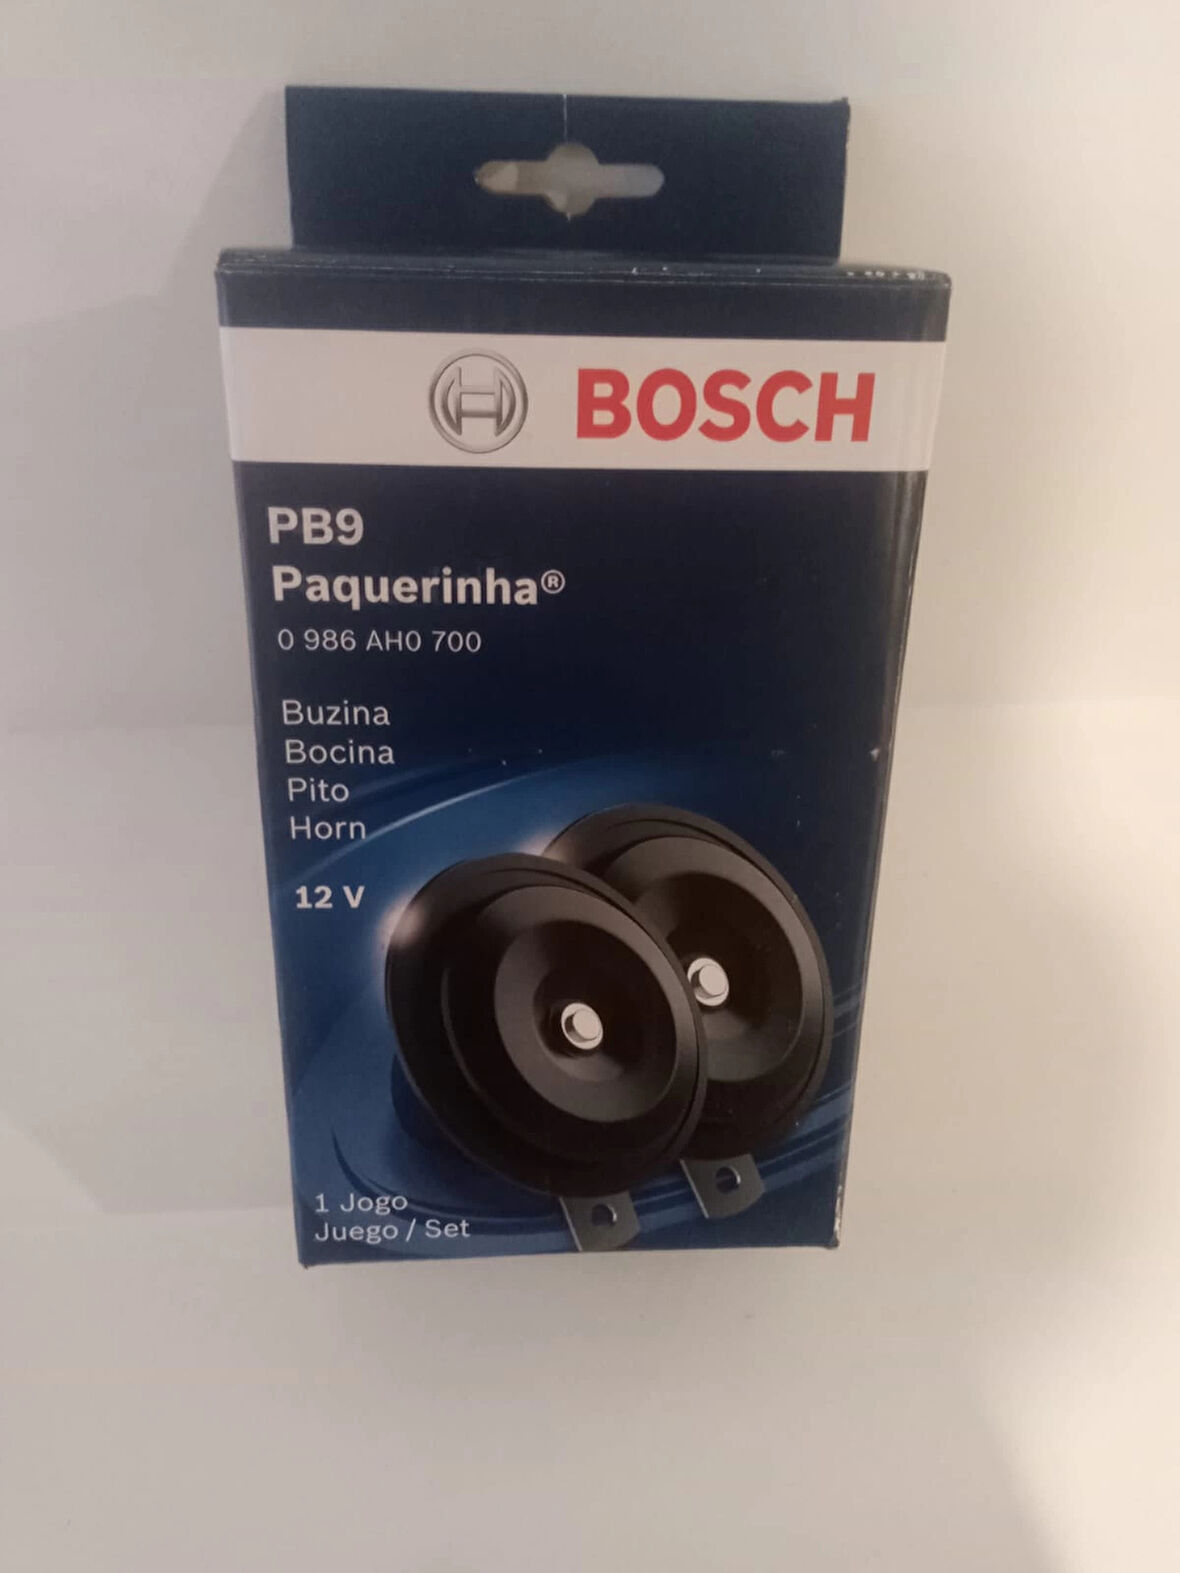 BOSCH
PB9
Paquerinha®
0 986 AH0 700
Buzina
Bocina
Pito
Horn
12 V
1 Jogo
Juego / Set